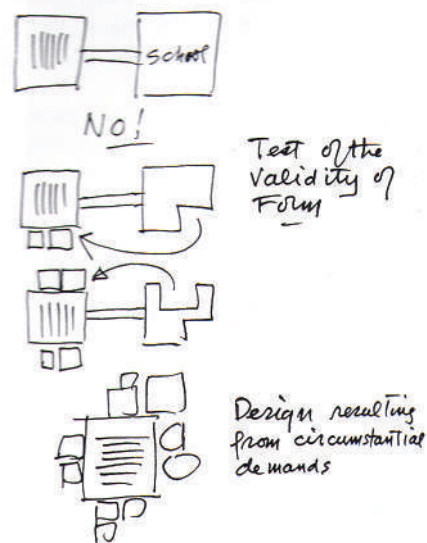 School
NO!
Test of the
Validity of
Form
Design resulting
from circumstantial
demands